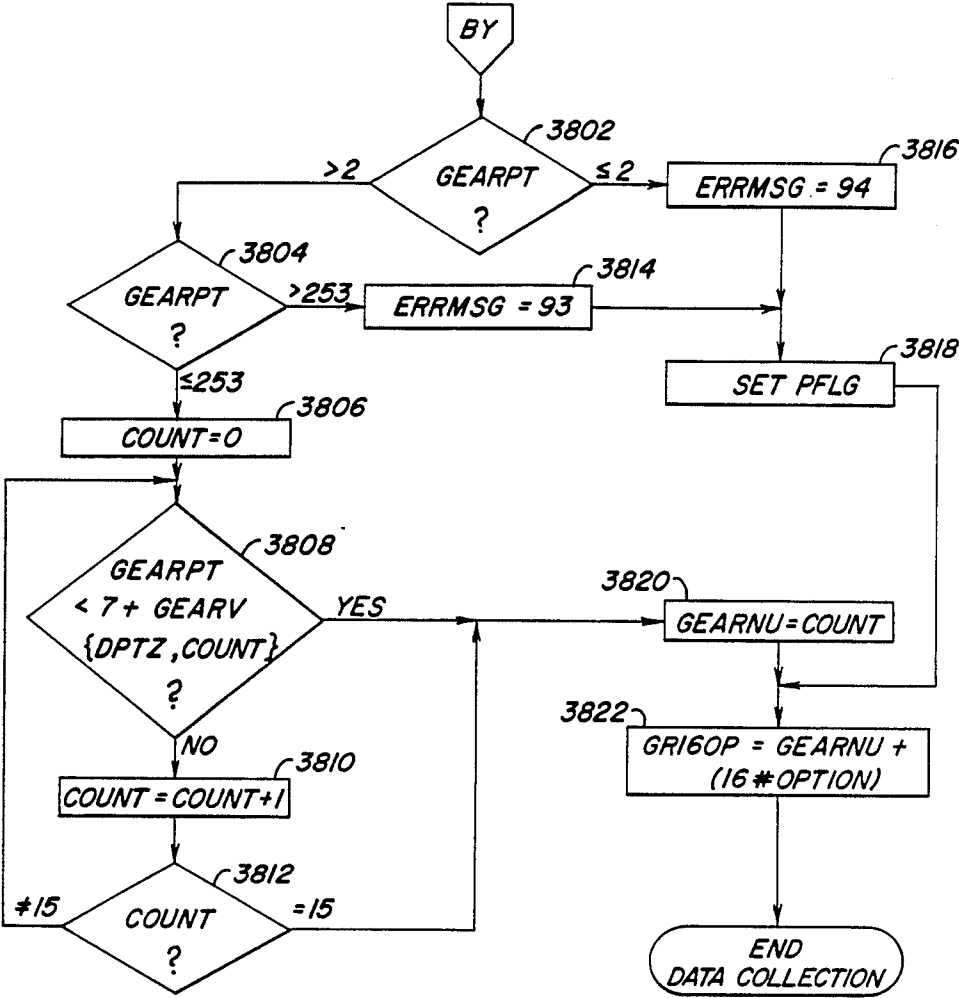 BY
3802
GEARPT
?
>2
≤2
3816
ERRMSG = 94
3804
GEARPT
?
>253
3814
ERRMSG = 93
≤253
3818
SET PFLG
3806
COUNT=0
3808
GEARPT
< 7 + GEARV
{DPTZ,COUNT}
?
YES
3820
GEARNU=COUNT
NO
3810
COUNT=COUNT+1
3822
GR16OP = GEARNU +
(16*OPTION)
3812
COUNT
?
≠15
=15
END
DATA COLLECTION